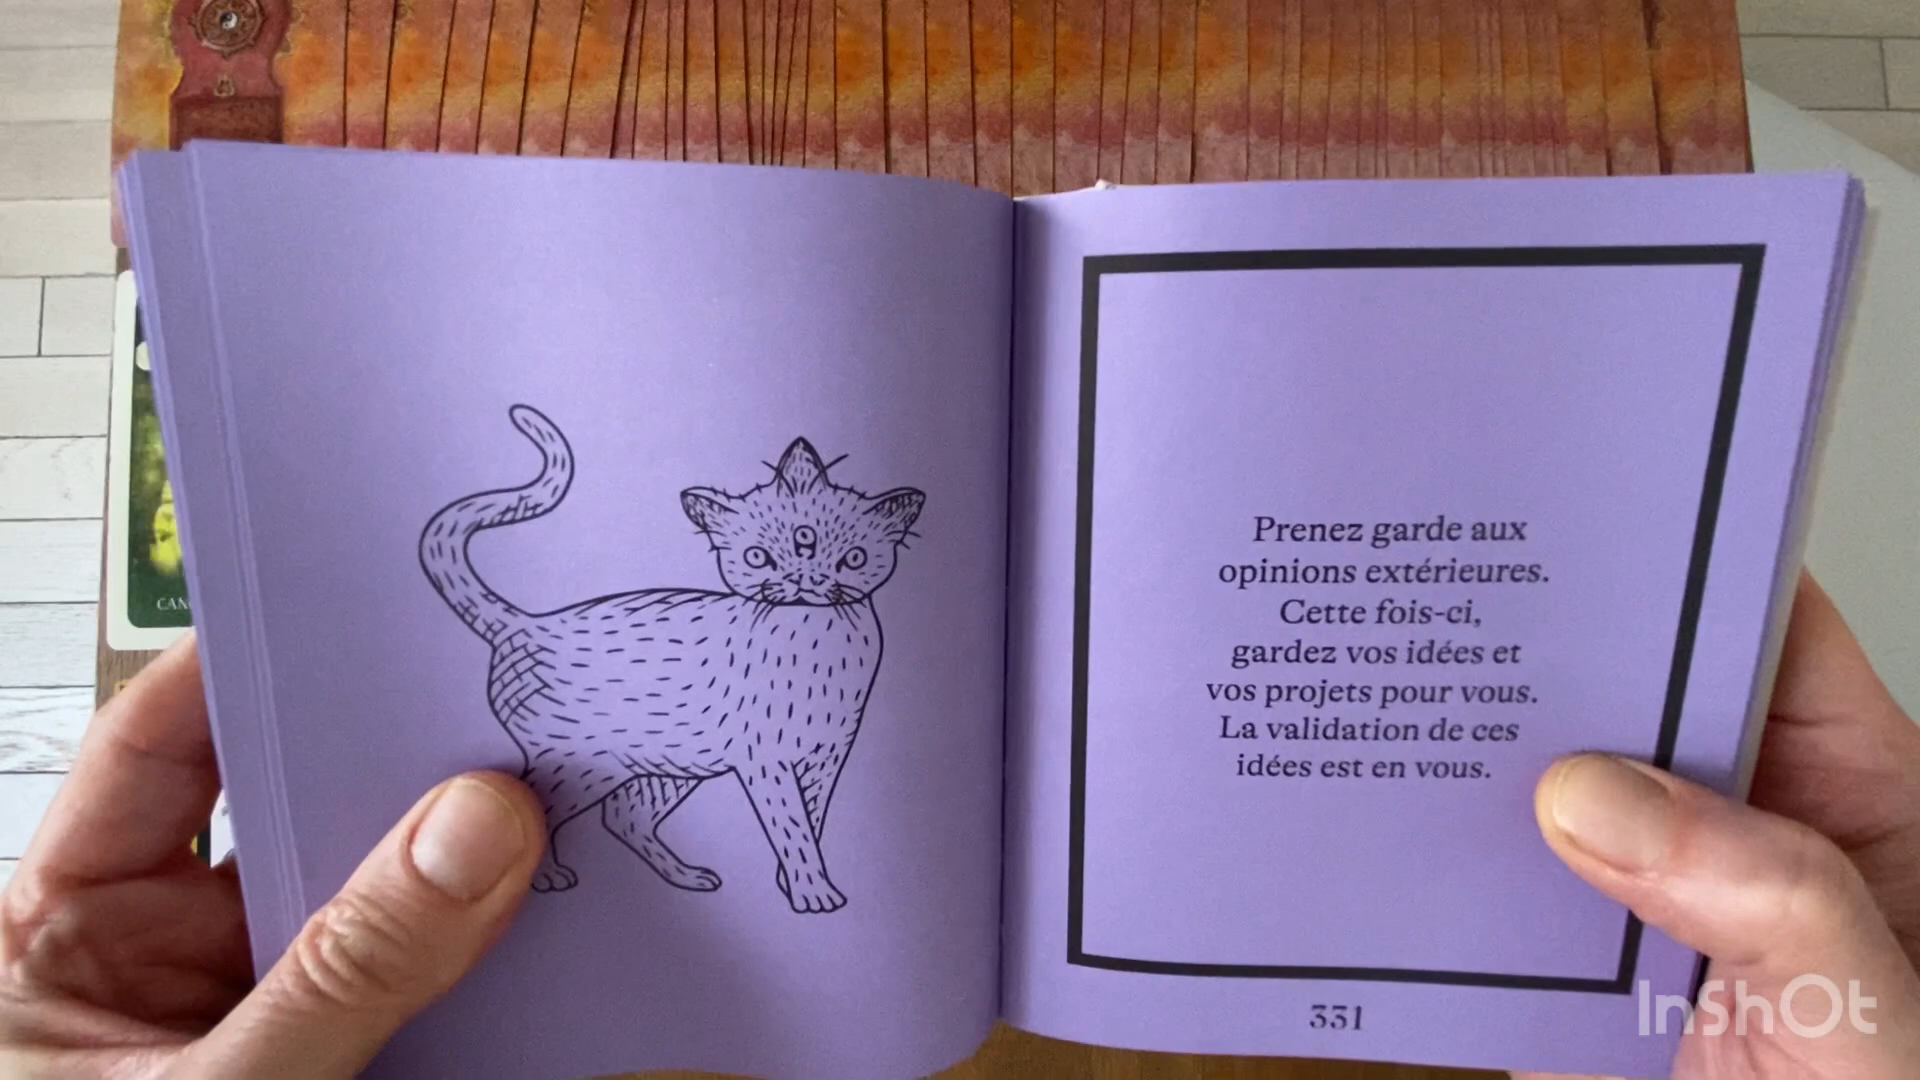 CAN
Prenez garde aux
opinions extérieures.
Cette fois-ci,
gardez vos idées et
vos projets pour vous.
La validation de ces
idées est en vous.
331
InShOt